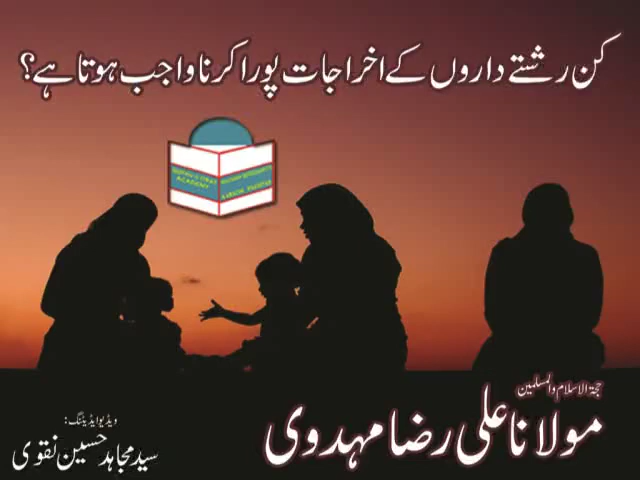 کن رشتے داروں کے اخراجات پورا کرنا واجب ہوتا ہے؟
ACADEMY
حجۃ الاسلام والمسلمین
مولانا علی رضا مہدوی
ویڈیو ایڈیٹنگ:
سید مجاہد حسین نقوی